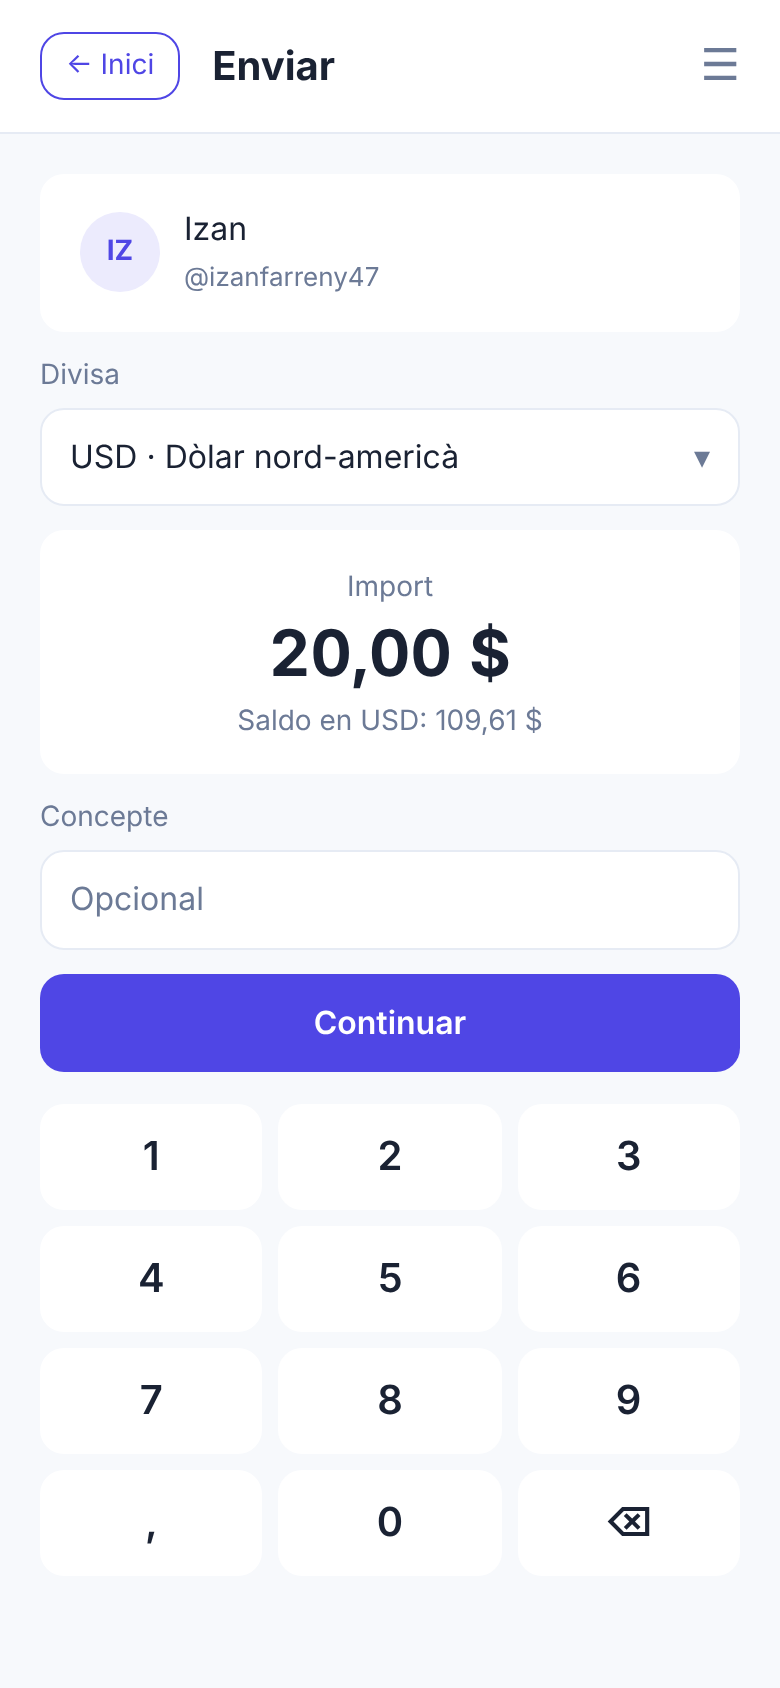 ← Inici
Enviar
☰
IZ
Izan
@izanfarreny47
Divisa
USD · Dòlar nord-americà
▼
Import
20,00 $
Saldo en USD: 109,61 $
Concepte
Opcional
Continuar
1 2 3
4 5 6
7 8 9
, 0 ⌫